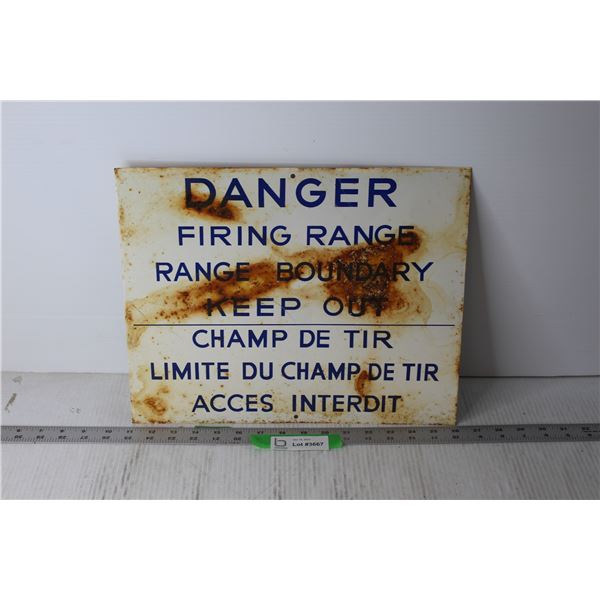 DANGER
FIRING RANGE
RANGE BOUNDARY
KEEP OUT
CHAMP DE TIR
LIMITE DU CHAMP DE TIR
ACCES INTERDIT
b
Lot #3667